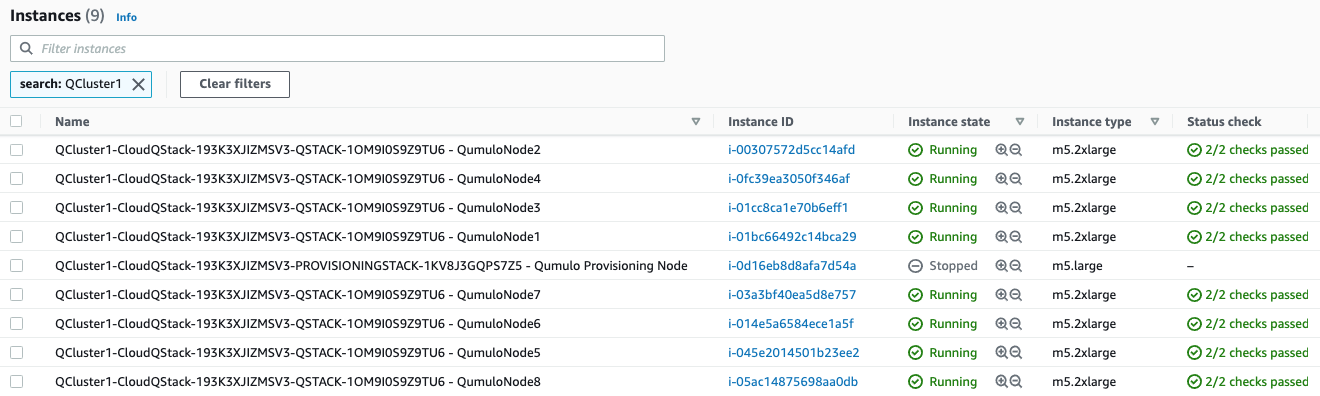 Instances (9) Info
Filter instances
search: QCluster1 Clear filters
Name Instance ID Instance state Instance type Status check
QCluster1-CloudQStack-193K3XJIZMSV3-QSTACK-1OM9I0S9Z9TU6 - QumuloNode2 i-00307572d5cc14afd Running m5.2xlarge 2/2 checks passed
QCluster1-CloudQStack-193K3XJIZMSV3-QSTACK-1OM9I0S9Z9TU6 - QumuloNode4 i-0fc39ea3050f346af Running m5.2xlarge 2/2 checks passed
QCluster1-CloudQStack-193K3XJIZMSV3-QSTACK-1OM9I0S9Z9TU6 - QumuloNode3 i-01cc8ca1e70b6eff1 Running m5.2xlarge 2/2 checks passed
QCluster1-CloudQStack-193K3XJIZMSV3-QSTACK-1OM9I0S9Z9TU6 - QumuloNode1 i-01bc66492c14bca29 Running m5.2xlarge 2/2 checks passed
QCluster1-CloudQStack-193K3XJIZMSV3-PROVISIONINGSTACK-1KV8J3GQPS7Z5 - Qumulo Provisioning Node i-0d16eb8d8afa7d54a Stopped m5.large –
QCluster1-CloudQStack-193K3XJIZMSV3-QSTACK-1OM9I0S9Z9TU6 - QumuloNode7 i-03a3bf40ea5d8e757 Running m5.2xlarge 2/2 checks passed
QCluster1-CloudQStack-193K3XJIZMSV3-QSTACK-1OM9I0S9Z9TU6 - QumuloNode6 i-014e5a6584ece1a5f Running m5.2xlarge 2/2 checks passed
QCluster1-CloudQStack-193K3XJIZMSV3-QSTACK-1OM9I0S9Z9TU6 - QumuloNode5 i-045e2014501b23ee2 Running m5.2xlarge 2/2 checks passed
QCluster1-CloudQStack-193K3XJIZMSV3-QSTACK-1OM9I0S9Z9TU6 - QumuloNode8 i-05ac14875698aa0db Running m5.2xlarge 2/2 checks passed